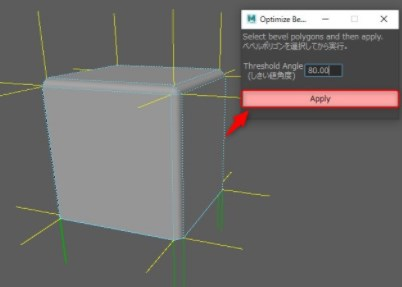 Optimize Be...
Select bevel polygons and then apply.
ベベルポリゴンを選択してから実行。
Threshold Angle
(しきい値角度)
80.00
Apply